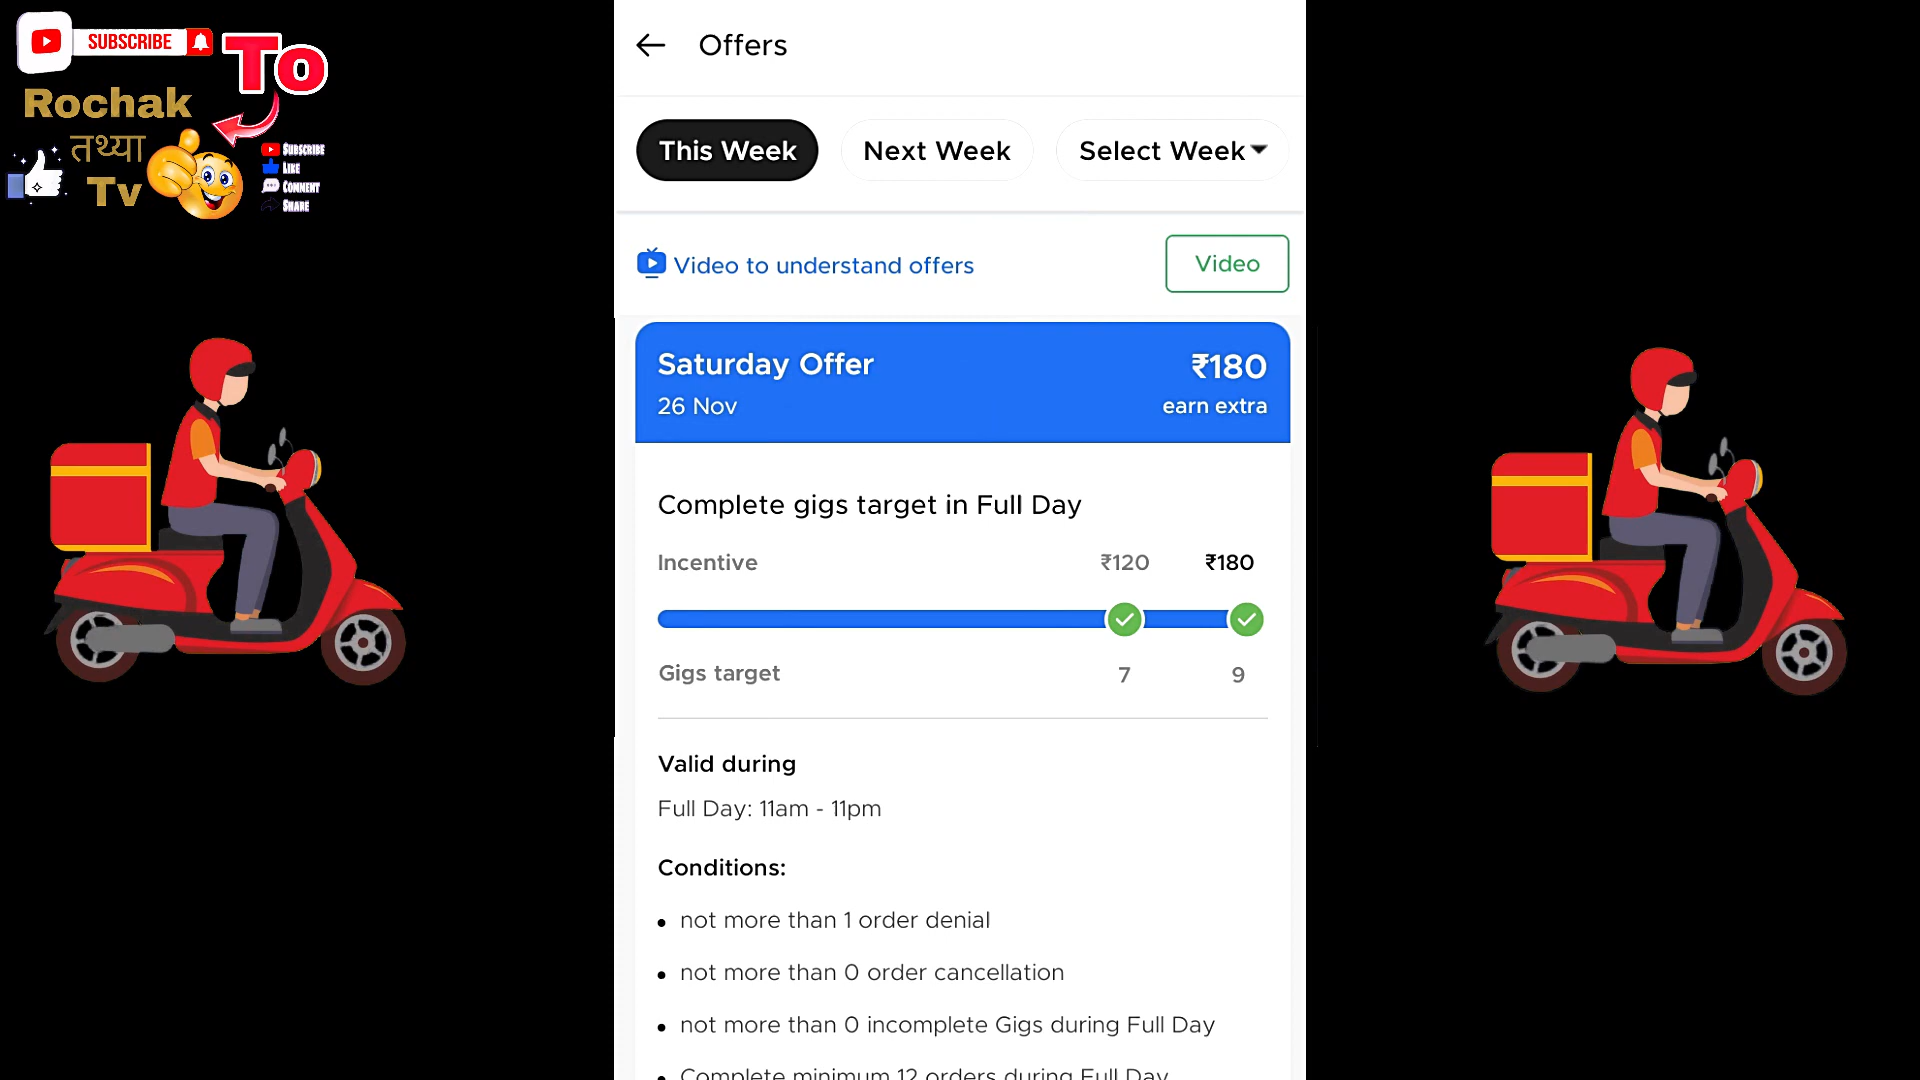 SUBSCRIBE
To
Rochak
तथ्या
Tv
SUBSCRIBE
LIKE
COMMENT
SHARE
Offers
This Week
Next Week
Select Week
Video to understand offers
Video
Saturday Offer
₹180
26 Nov
earn extra
Complete gigs target in Full Day
Incentive
₹120
₹180
Gigs target
7
9
Valid during
Full Day: 11am - 11pm
Conditions:
not more than 1 order denial
not more than 0 order cancellation
not more than 0 incomplete Gigs during Full Day
Complete minimum 12 orders during Full Day